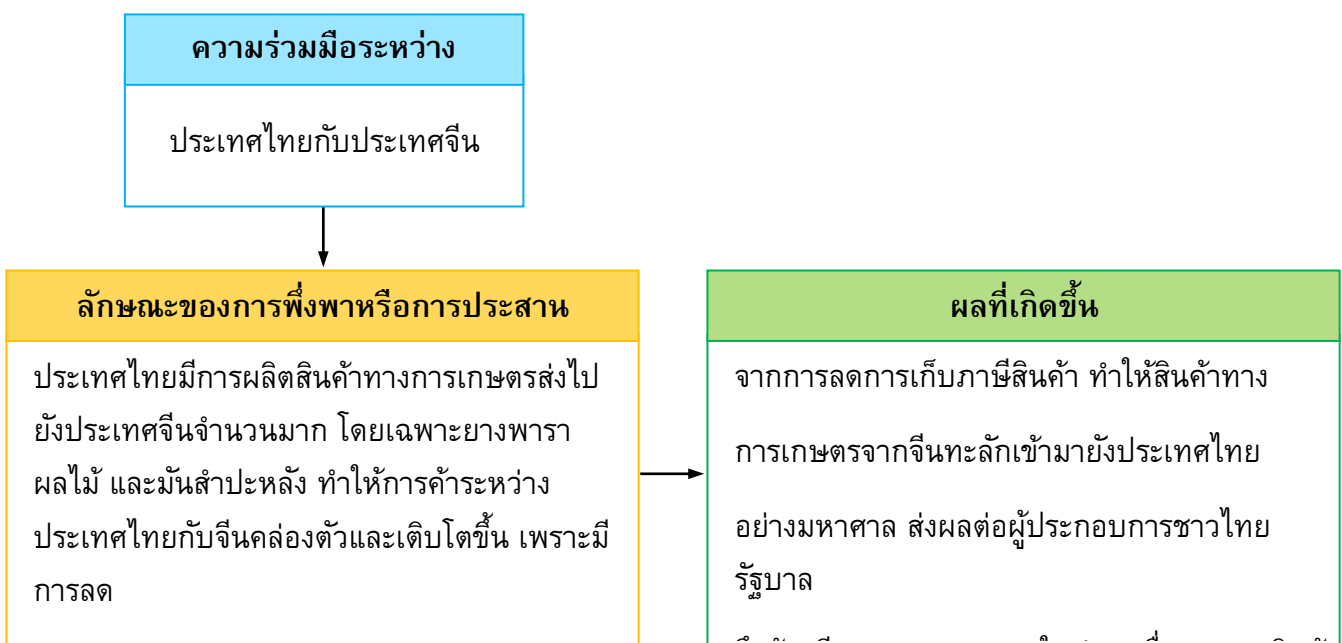 ความร่วมมือระหว่าง
ประเทศไทยกับประเทศจีน
ลักษณะของการพึ่งพาหรือการประสาน
ประเทศไทยมีการผลิตสินค้าทางการเกษตรส่งไป
ยังประเทศจีนจำนวนมาก โดยเฉพาะยางพารา
ผลไม้ และมันสำปะหลัง ทำให้การค้าระหว่าง
ประเทศไทยกับจีนคล่องตัวและเติบโตขึ้น เพราะมี
การลด
ผลที่เกิดขึ้น
จากการลดการเก็บภาษีสินค้า ทำให้สินค้าทาง
การเกษตรจากจีนทะลักเข้ามายังประเทศไทย
อย่างมหาศาล ส่งผลต่อผู้ประกอบการชาวไทย
รัฐบาล